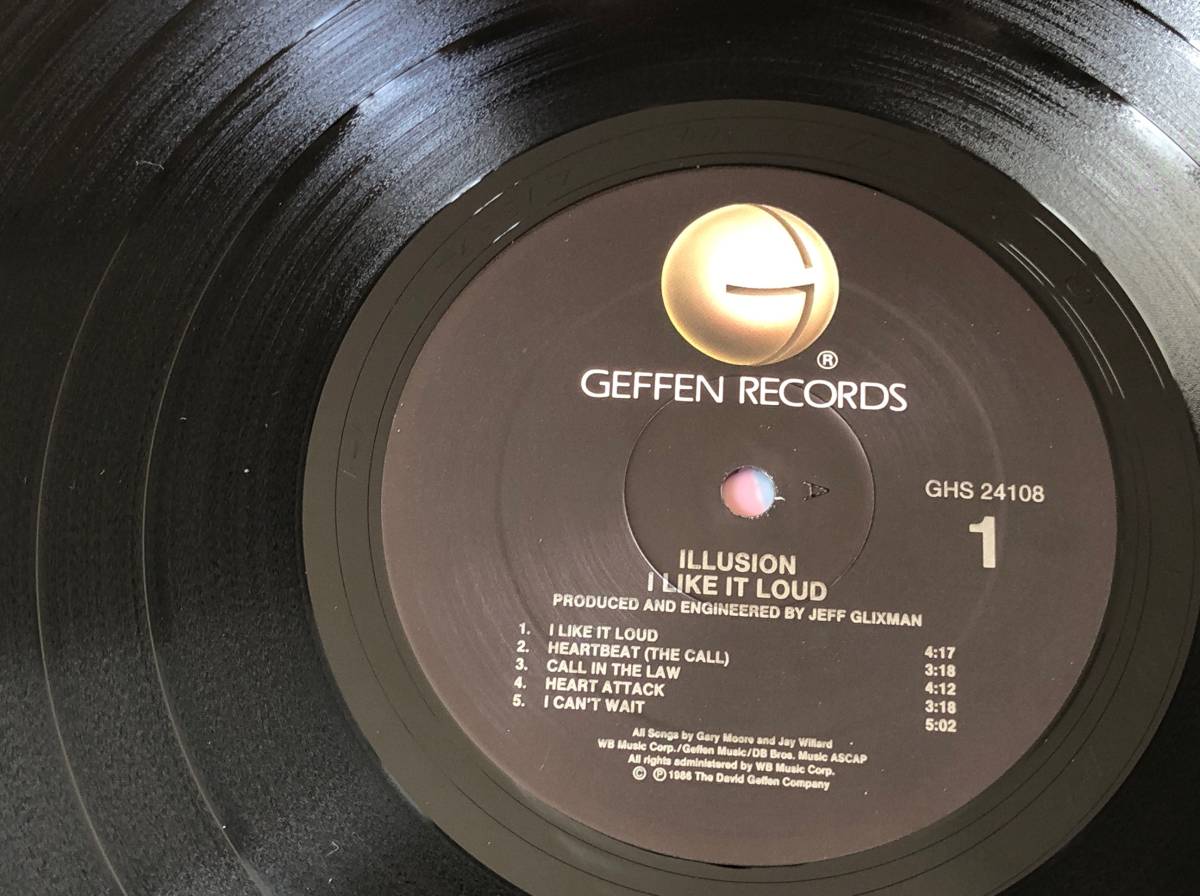 ®
GEFFEN RECORDS
GHS 24108
1
ILLUSION
I LIKE IT LOUD
PRODUCED AND ENGINEERED BY JEFF GLIXMAN
1. I LIKE IT LOUD 4:17
2. HEARTBEAT (THE CALL) 3:18
3. CALL IN THE LAW 4:12
4. HEART ATTACK 3:18
5. I CAN'T WAIT 5:02
All Songs by Gary Moore and Jay Willard
WB Music Corp./Geffen Music/DB Bros. Music ASCAP
All rights administered by WB Music Corp.
© ℗ 1986 The David Geffen Company